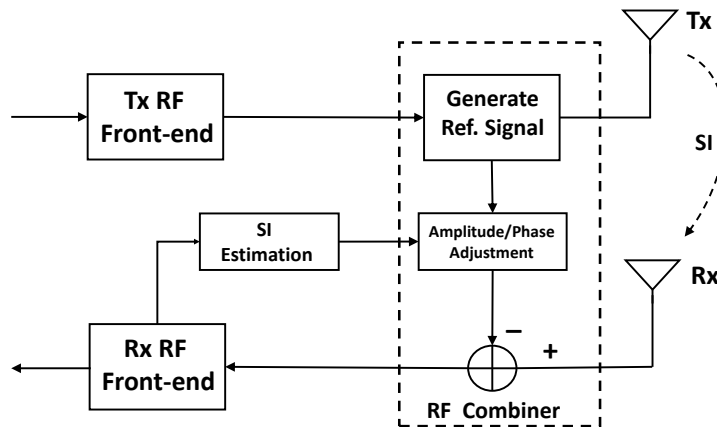 Tx
Tx RF
Front-end
Generate
Ref. Signal
SI
SI
Estimation
Amplitude/Phase
Adjustment
Rx
Rx RF
Front-end
−
+
RF Combiner